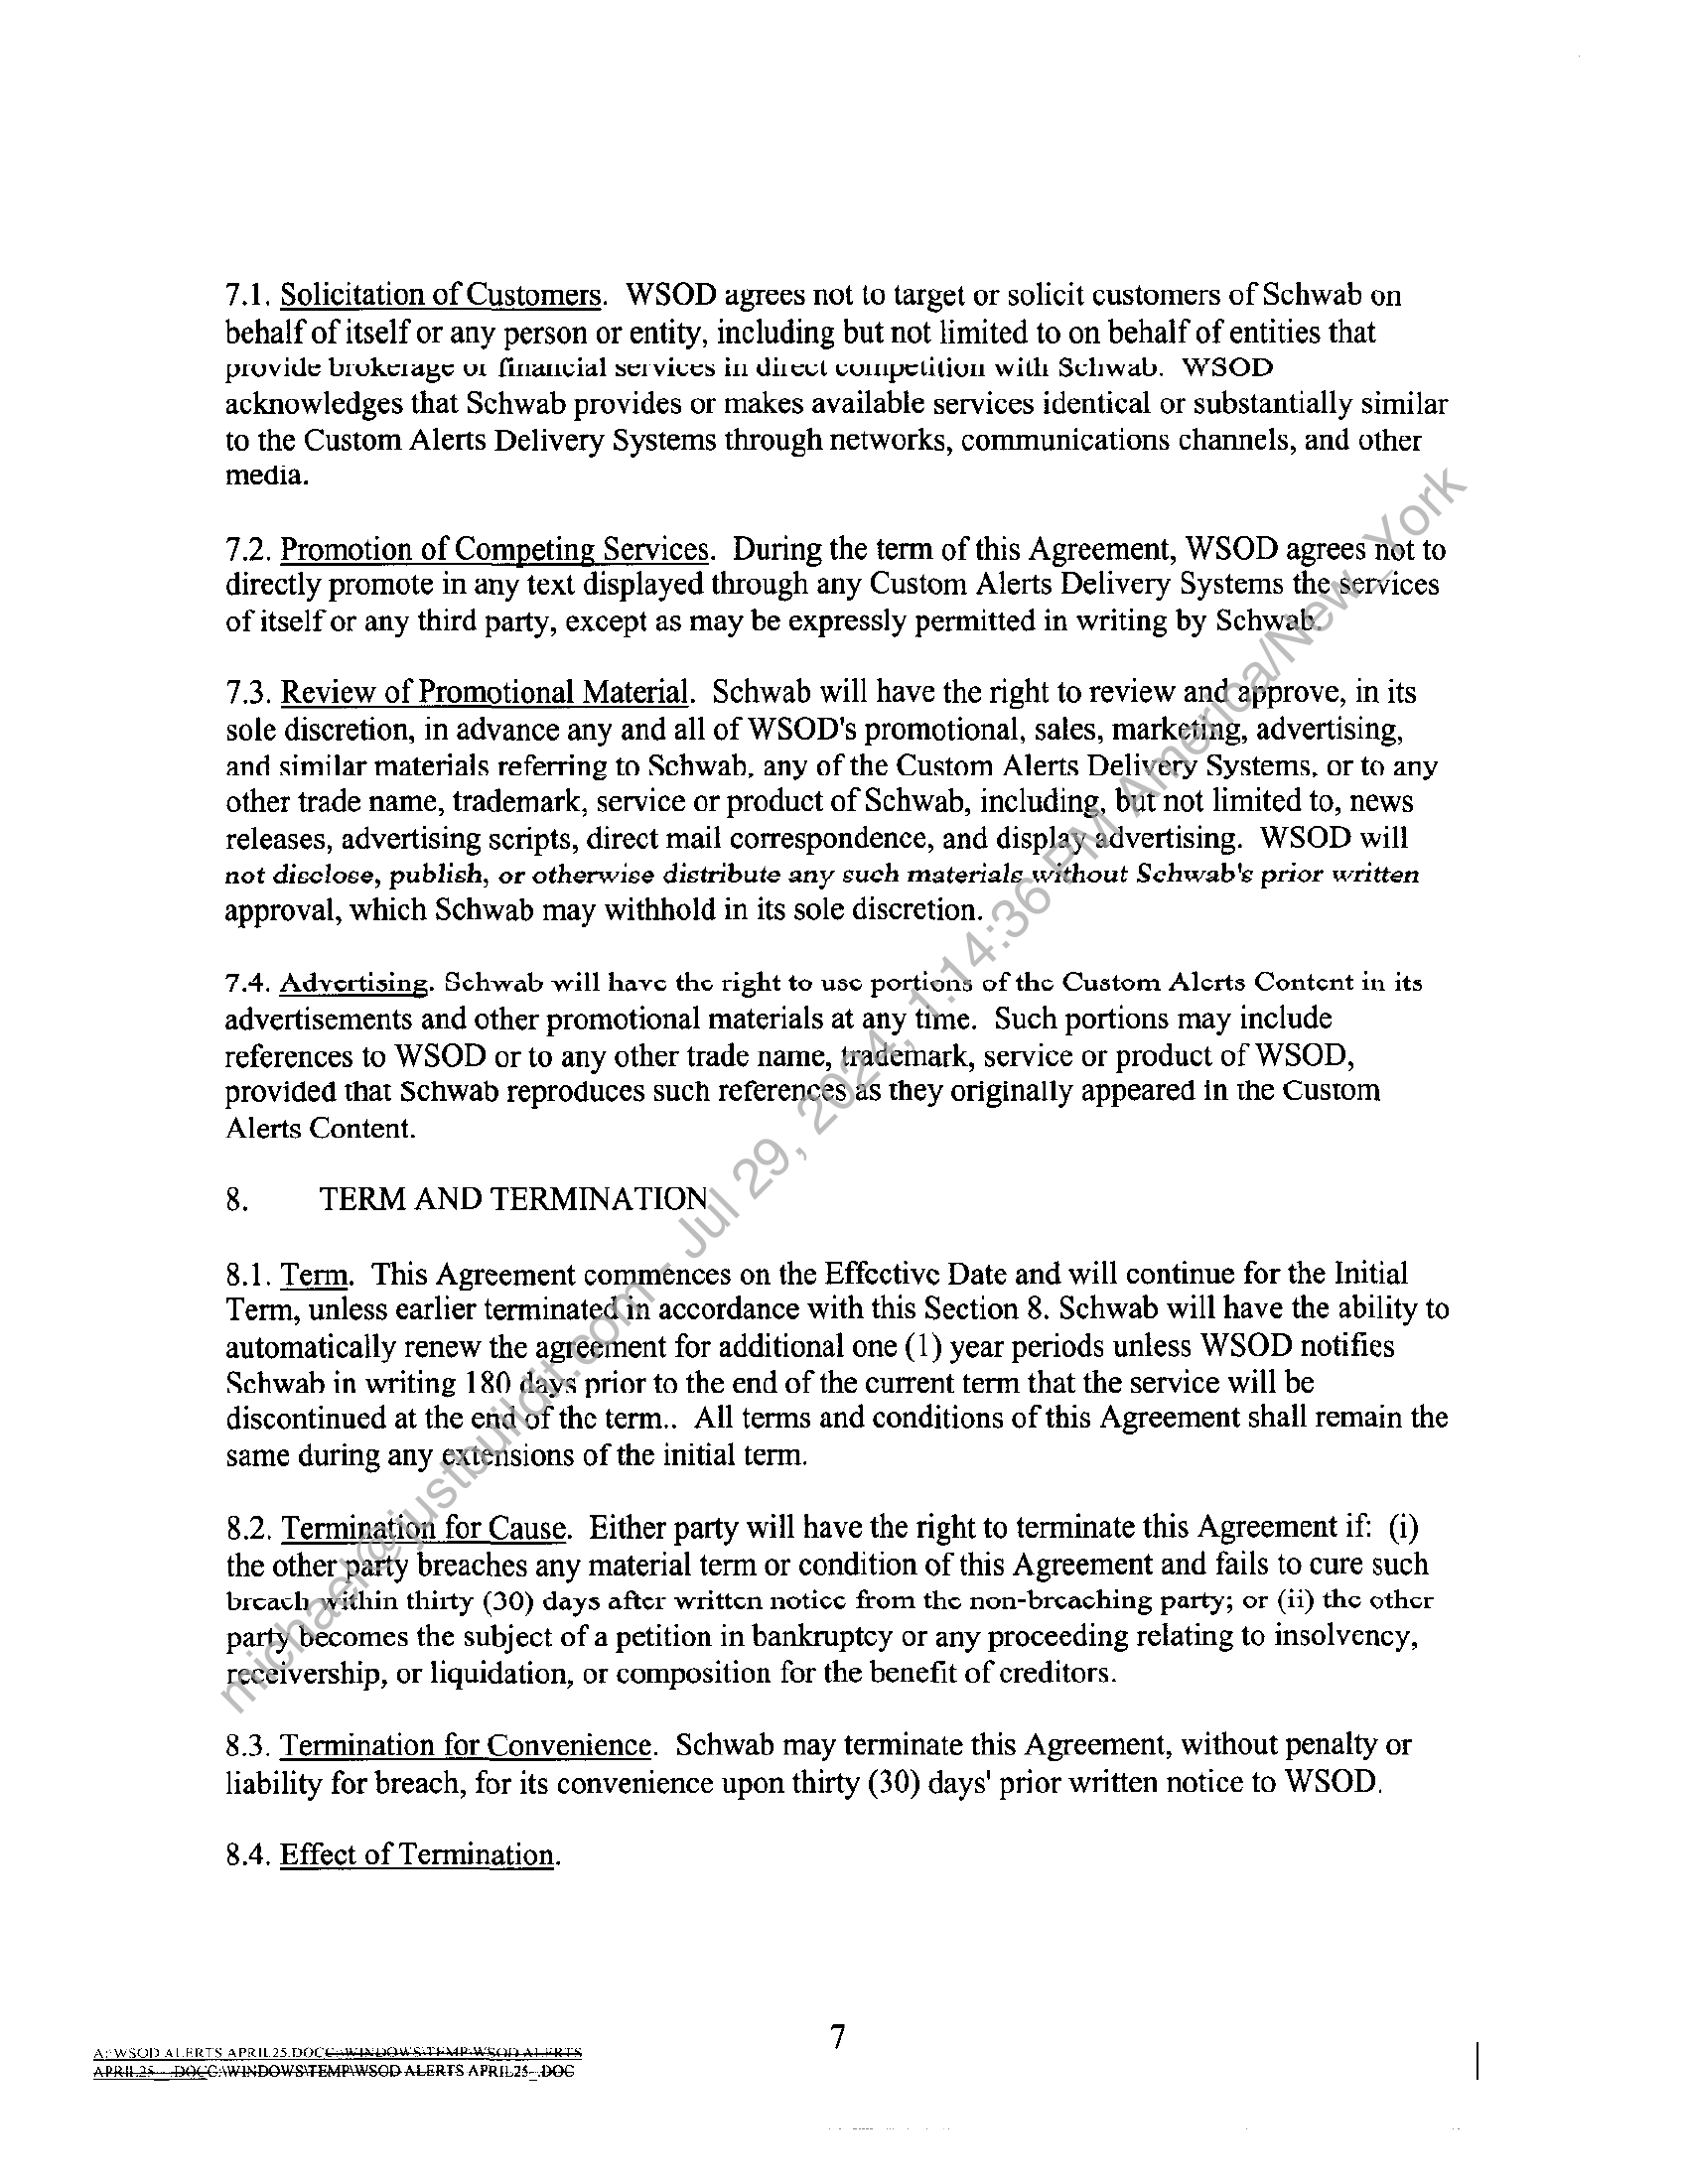 7.1. Solicitation of Customers. WSOD agrees not to target or solicit customers of Schwab on
behalf of itself or any person or entity, including but not limited to on behalf of entities that
provide brokerage or financial services in direct competition with Schwab. WSOD
acknowledges that Schwab provides or makes available services identical or substantially similar
to the Custom Alerts Delivery Systems through networks, communications channels, and other
media.
7.2. Promotion of Competing Services. During the term of this Agreement, WSOD agrees not to
directly promote in any text displayed through any Custom Alerts Delivery Systems the services
of itself or any third party, except as may be expressly permitted in writing by Schwab.
7.3. Review of Promotional Material. Schwab will have the right to review and approve, in its
sole discretion, in advance any and all of WSOD's promotional, sales, marketing, advertising,
and similar materials referring to Schwab, any of the Custom Alerts Delivery Systems, or to any
other trade name, trademark, service or product of Schwab, including, but not limited to, news
releases, advertising scripts, direct mail correspondence, and display advertising. WSOD will
not disclose, publish, or otherwise distribute any such materials without Schwab's prior written
approval, which Schwab may withhold in its sole discretion.
7.4. Advertising. Schwab will have the right to use portions of the Custom Alerts Content in its
advertisements and other promotional materials at any time. Such portions may include
references to WSOD or to any other trade name, trademark, service or product of WSOD,
provided that Schwab reproduces such references as they originally appeared in the Custom
Alerts Content.
8. TERM AND TERMINATION
8.1. Term. This Agreement commences on the Effective Date and will continue for the Initial
Term, unless earlier terminated in accordance with this Section 8. Schwab will have the ability to
automatically renew the agreement for additional one (1) year periods unless WSOD notifies
Schwab in writing 180 days prior to the end of the current term that the service will be
discontinued at the end of the term.. All terms and conditions of this Agreement shall remain the
same during any extensions of the initial term.
8.2. Termination for Cause. Either party will have the right to terminate this Agreement if: (i)
the other party breaches any material term or condition of this Agreement and fails to cure such
breach within thirty (30) days after written notice from the non-breaching party; or (ii) the other
party becomes the subject of a petition in bankruptcy or any proceeding relating to insolvency,
receivership, or liquidation, or composition for the benefit of creditors.
8.3. Termination for Convenience. Schwab may terminate this Agreement, without penalty or
liability for breach, for its convenience upon thirty (30) days' prior written notice to WSOD.
8.4. Effect of Termination.
7
A:\WSOD ALERTS APRIL25.DOCC:\WINDOWS\TEMP\WSOD ALERTS
APRIL25__.DOCC:\WINDOWS\TEMP\WSOD ALERTS APRIL25_.DOC
michael@justbuildit.com - Jul 29, 2024, 1:14:36 PM America/New_York